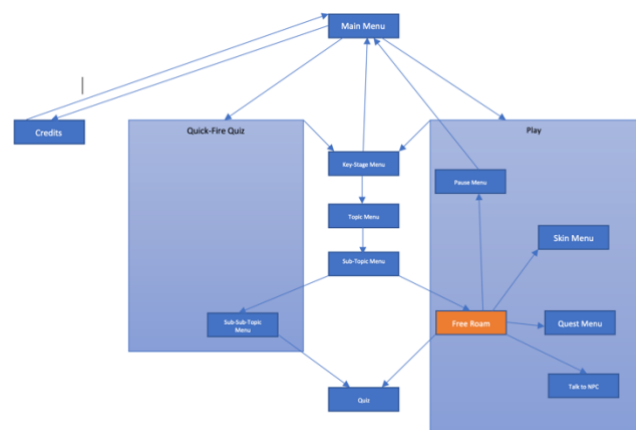 Main Menu
Credits
Quick-Fire Quiz
Play
Key-Stage Menu
Pause Menu
Topic Menu
Skin Menu
Sub-Topic Menu
Sub-Sub-Topic
Menu
Free Roam
Quest Menu
Talk to NPC
Quiz